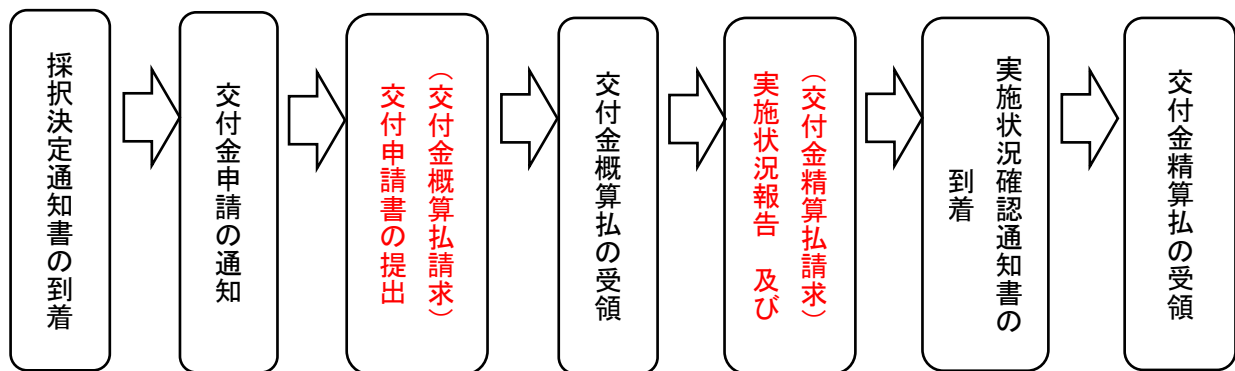 採択決定通知書の到着
交付金申請の通知
交付申請書の提出
（交付金概算払請求）
交付金概算払の受領
実施状況報告　及び
（交付金精算払請求）
実施状況確認通知書の
到着
交付金精算払の受領